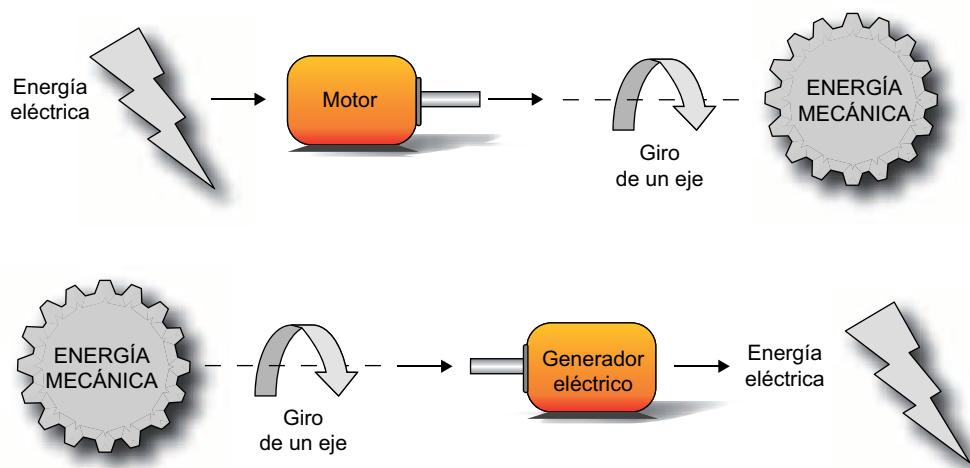 Energía
eléctrica
Motor
Giro
de un eje
ENERGÍA
MECÁNICA
ENERGÍA
MECÁNICA
Giro
de un eje
Generador
eléctrico
Energía
eléctrica